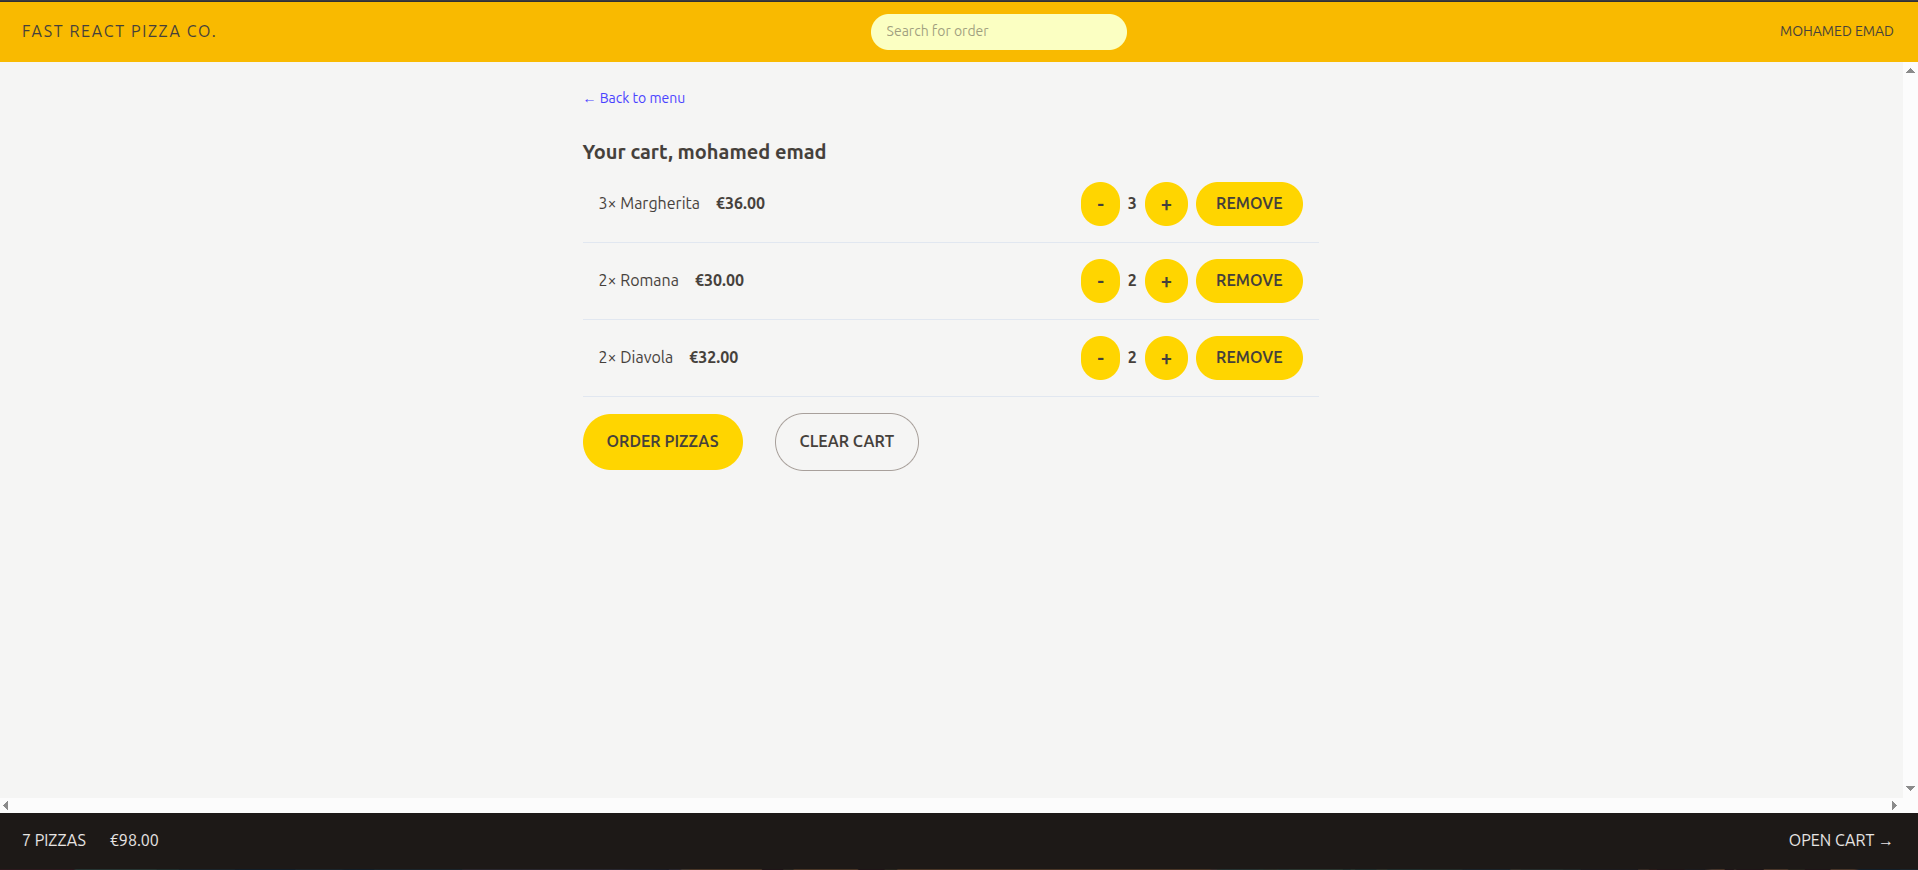 FAST REACT PIZZA CO.
Search for order
MOHAMED EMAD
← Back to menu
Your cart, mohamed emad
3× Margherita €36.00 - 3 + REMOVE
2× Romana €30.00 - 2 + REMOVE
2× Diavola €32.00 - 2 + REMOVE
ORDER PIZZAS CLEAR CART
7 PIZZAS €98.00 OPEN CART →